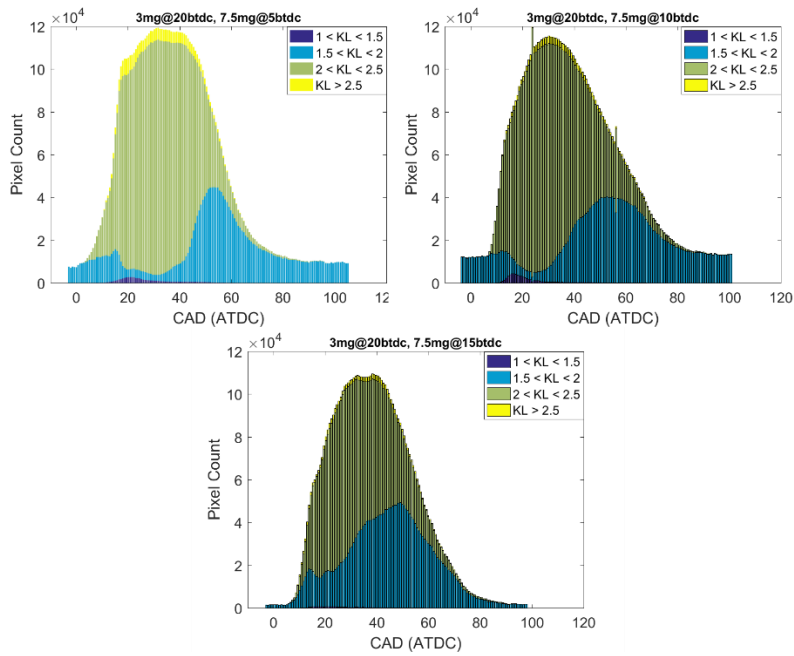 3mg@20btdc, 7.5mg@5btdc
× 10^4
12
10
8
6
4
2
0
Pixel Count
0 20 40 60 80 100 120
CAD (ATDC)
1 < KL < 1.5
1.5 < KL < 2
2 < KL < 2.5
KL > 2.5
3mg@20btdc, 7.5mg@10btdc
× 10^4
12
10
8
6
4
2
0
Pixel Count
0 20 40 60 80 100 120
CAD (ATDC)
1 < KL < 1.5
1.5 < KL < 2
2 < KL < 2.5
KL > 2.5
3mg@20btdc, 7.5mg@15btdc
× 10^4
12
10
8
6
4
2
0
Pixel Count
0 20 40 60 80 100 120
CAD (ATDC)
1 < KL < 1.5
1.5 < KL < 2
2 < KL < 2.5
KL > 2.5